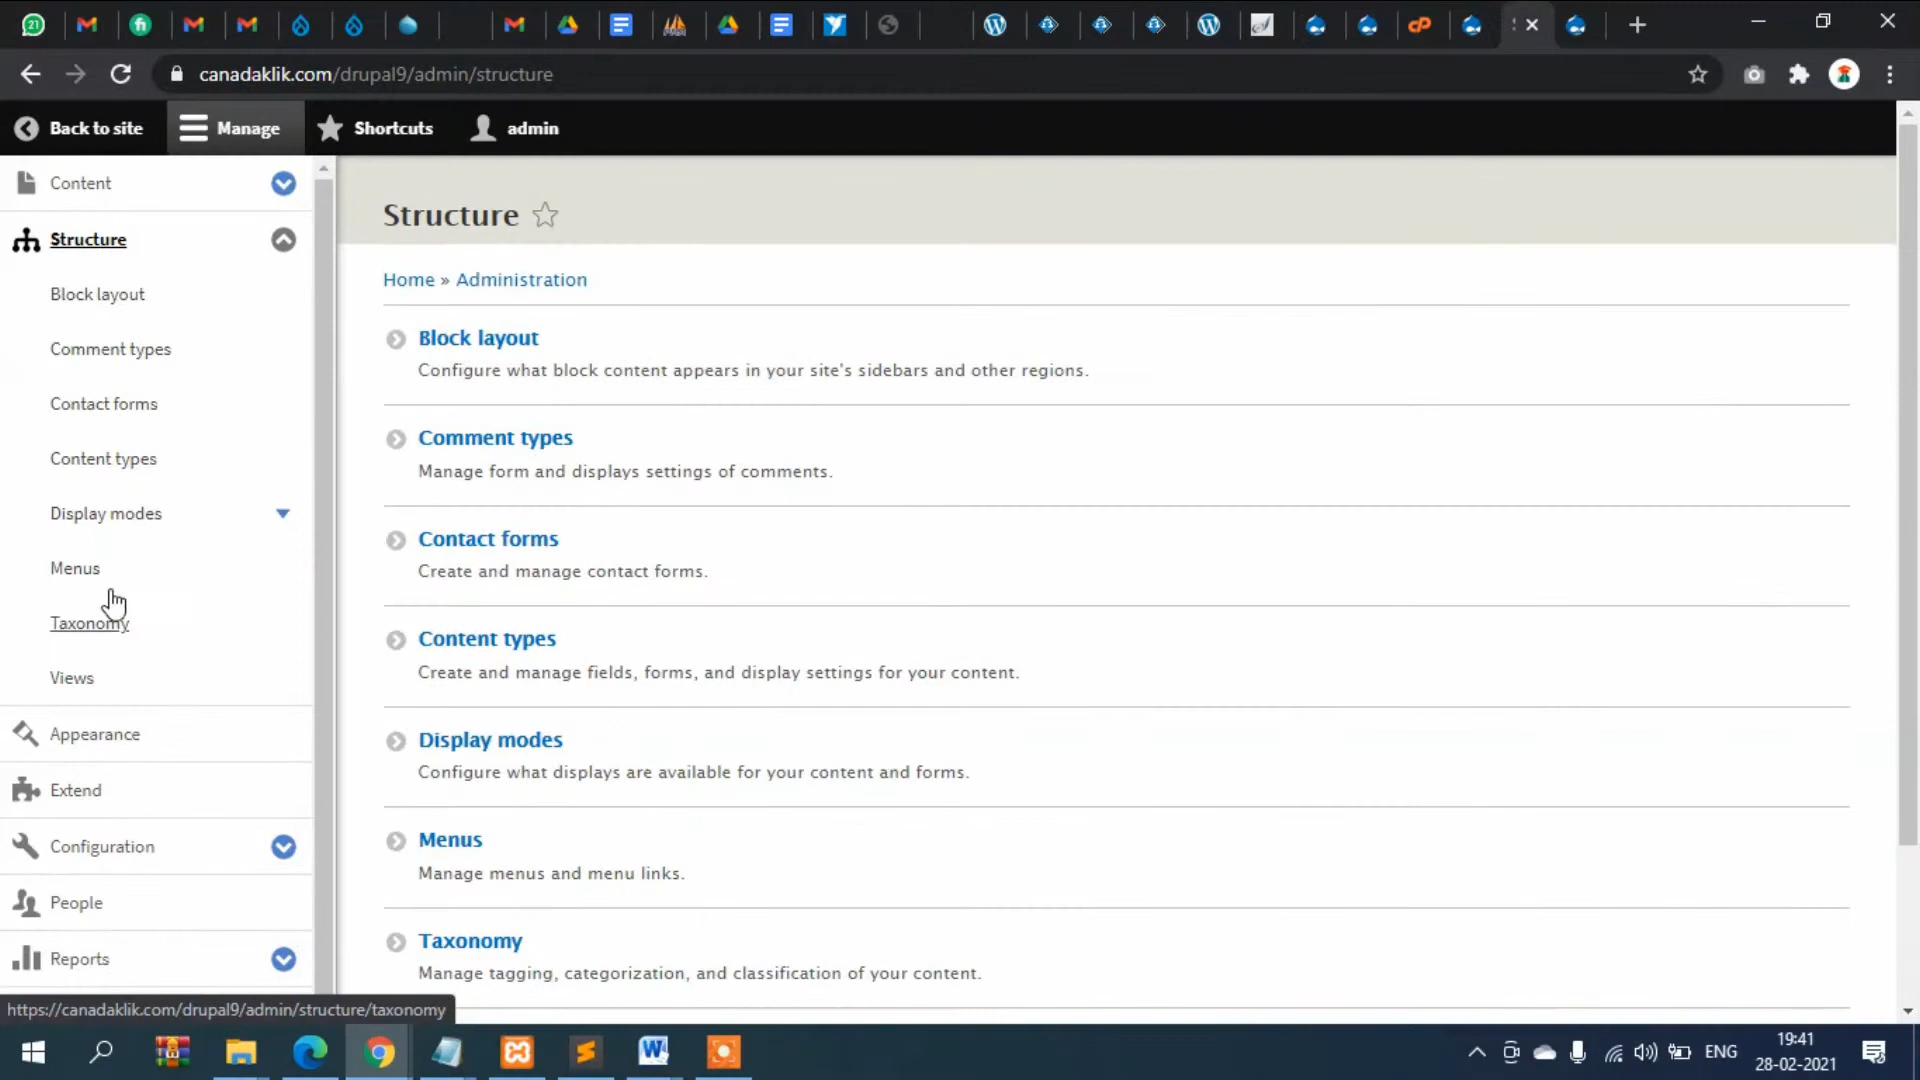 21
canadaklik.com/drupal9/admin/structure
Back to site
Manage
Shortcuts
admin
Content
Structure
Block layout
Comment types
Contact forms
Content types
Display modes
Menus
Taxonomy
Views
Appearance
Extend
Configuration
People
Reports
Structure
Home » Administration
Block layout
Configure what block content appears in your site's sidebars and other regions.
Comment types
Manage form and displays settings of comments.
Contact forms
Create and manage contact forms.
Content types
Create and manage fields, forms, and display settings for your content.
Display modes
Configure what displays are available for your content and forms.
Menus
Manage menus and menu links.
Taxonomy
Manage tagging, categorization, and classification of your content.
https://canadaklik.com/drupal9/admin/structure/taxonomy
ENG
19:41
28-02-2021